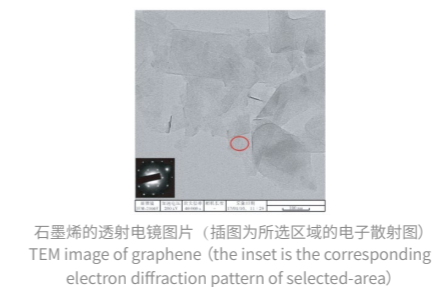 石墨烯的透射电镜图片（插图为所选区域的电子散射图）
TEM image of graphene (the inset is the corresponding
electron diffraction pattern of selected-area)